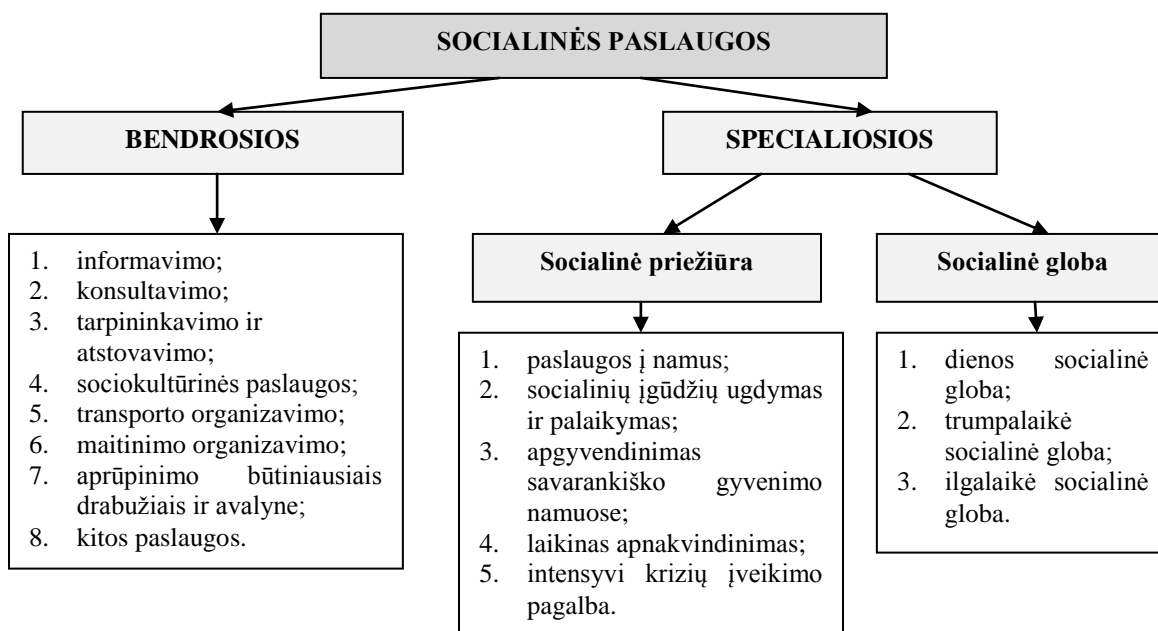 SOCIALINĖS PASLAUGOS
BENDROSIOS
SPECIALIOSIOS
1. informavimo;
2. konsultavimo;
3. tarpininkavimo ir
atstovavimo;
4. sociokultūrinės paslaugos;
5. transporto organizavimo;
6. maitinimo organizavimo;
7. aprūpinimo būtiniausiais
drabužiais ir avalyne;
8. kitos paslaugos.
Socialinė priežiūra
1. paslaugos į namus;
2. socialinių įgūdžių ugdymas
ir palaikymas;
3. apgyvendinimas
savarankiško gyvenimo
namuose;
4. laikinas apnakvindinimas;
5. intensyvi krizių įveikimo
pagalba.
Socialinė globa
1. dienos socialinė
globa;
2. trumpalaikė
socialinė globa;
3. ilgalaikė socialinė
globa.